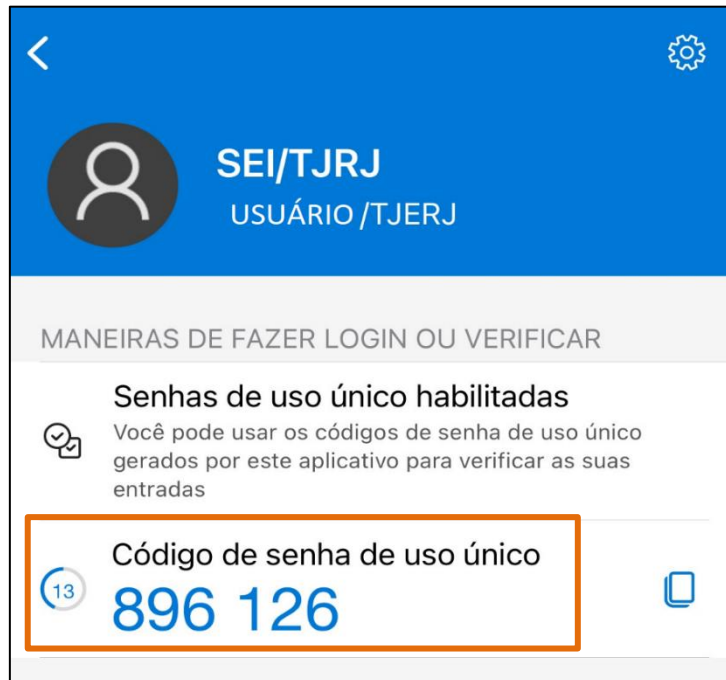 SEI/TJRJ
USUÁRIO /TJERJ
MANEIRAS DE FAZER LOGIN OU VERIFICAR
Senhas de uso único habilitadas
Você pode usar os códigos de senha de uso único
gerados por este aplicativo para verificar as suas
entradas
Código de senha de uso único
13
896 126